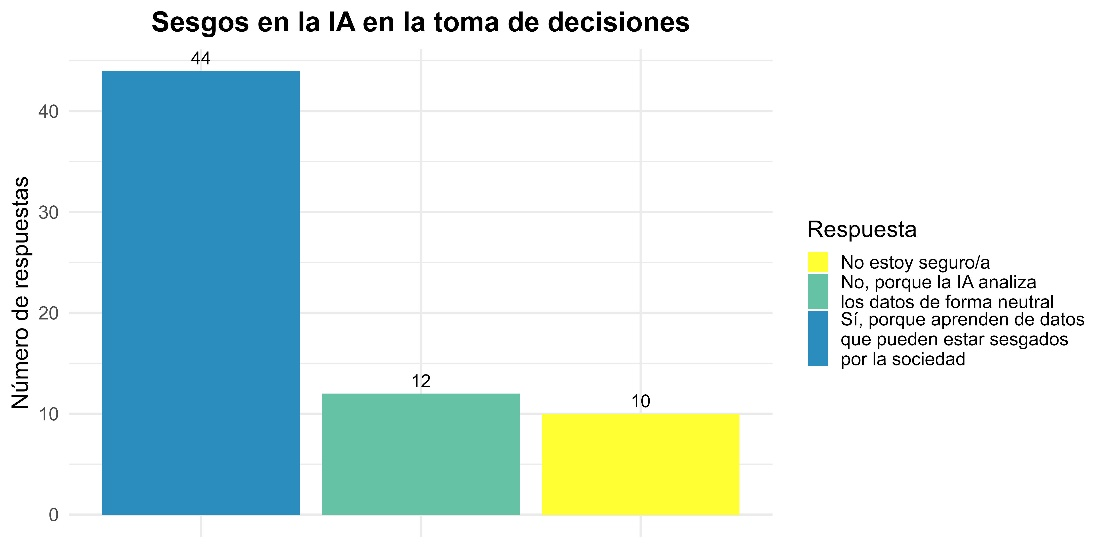 Sesgos en la IA en la toma de decisiones
44
12
10
40
30
20
10
0
Número de respuestas
Respuesta
No estoy seguro/a
No, porque la IA analiza
los datos de forma neutral
Sí, porque aprenden de datos
que pueden estar sesgados
por la sociedad